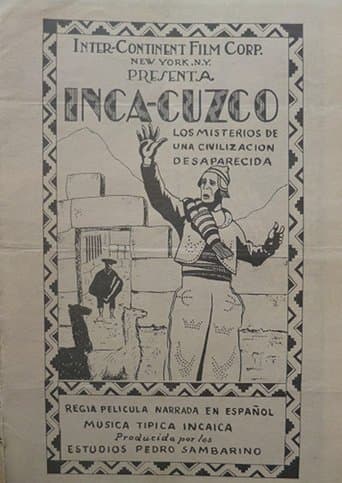 INTER-CONTINENT FILM CORP.
NEW YORK. N.Y.
PRESENTA
INCA-CUZCO
LOS MISTERIOS DE
UNA CIVILIZACION
DESAPARECIDA
REGIA PELICULA NARRADA EN ESPAÑOL
MUSICA TIPICA INCAICA
Producida por los
ESTUDIOS PEDRO SAMBARINO